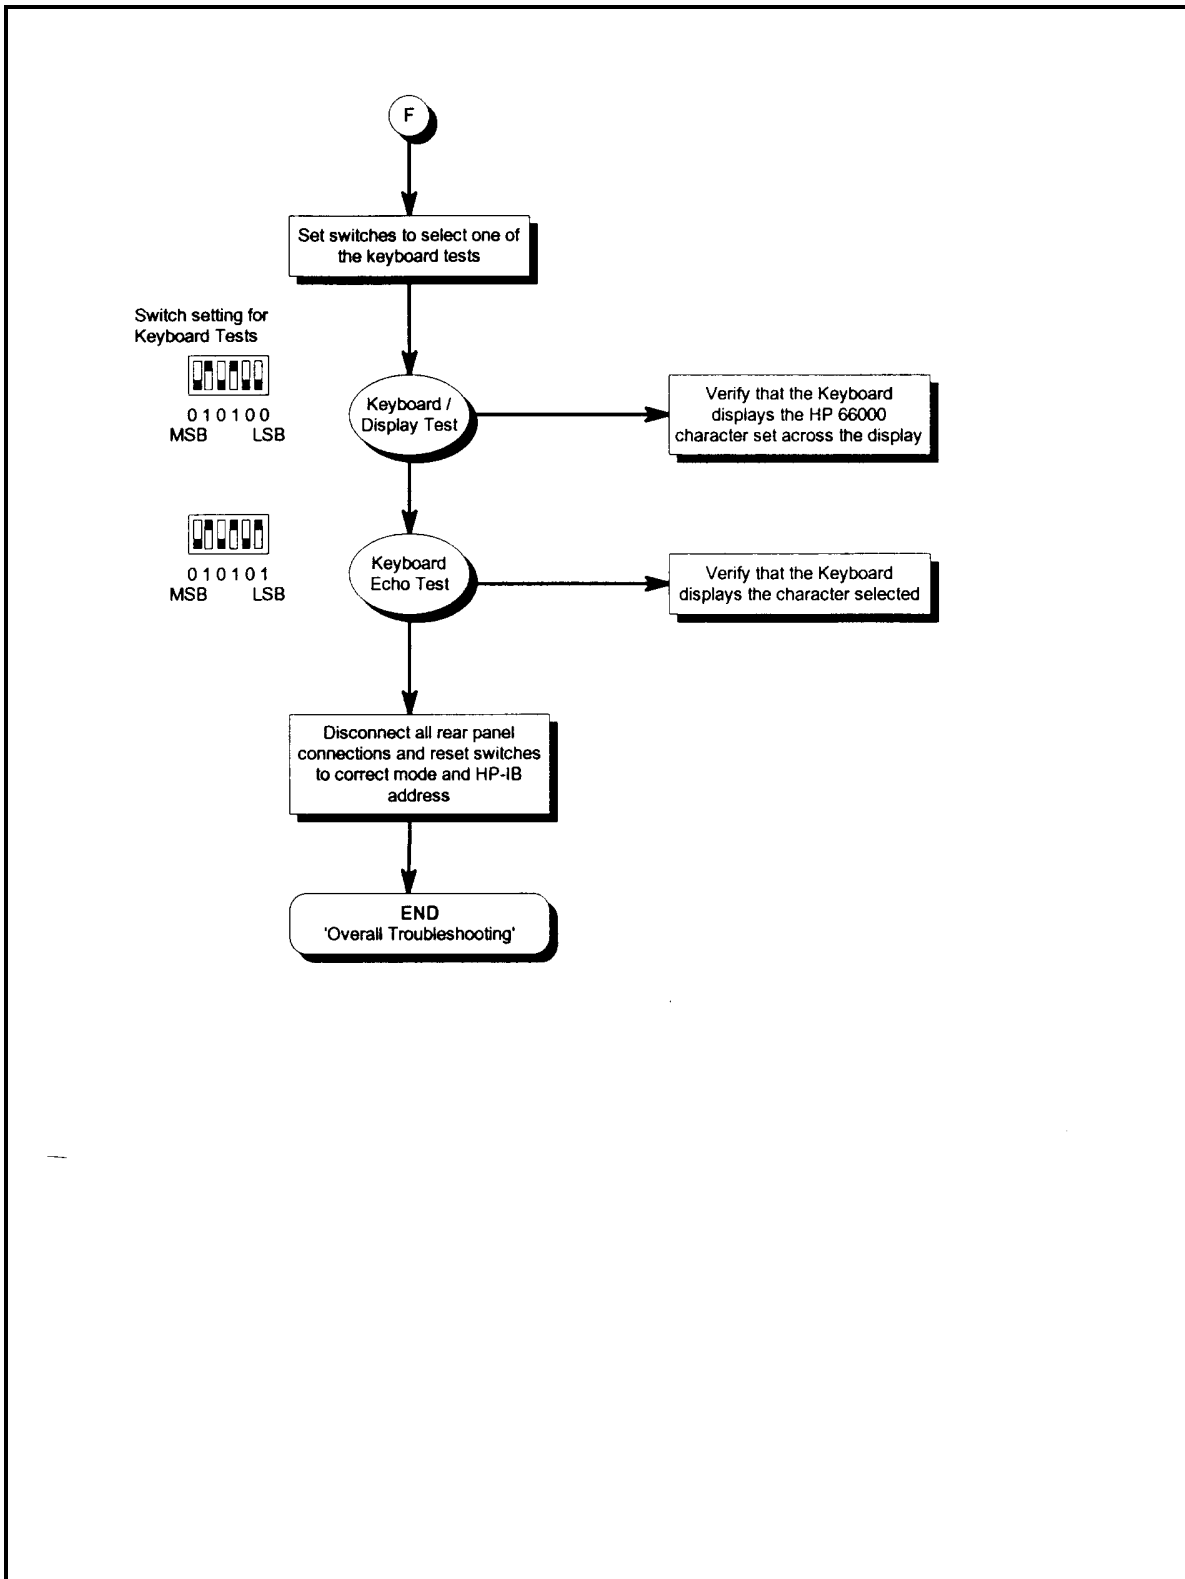 F
Set switches to select one of
the keyboard tests
Switch setting for
Keyboard Tests
0 1 0 1 0 0
MSB LSB
Keyboard /
Display Test
Verify that the Keyboard
displays the HP 66000
character set across the display
0 1 0 1 0 1
MSB LSB
Keyboard
Echo Test
Verify that the Keyboard
displays the character selected
Disconnect all rear panel
connections and reset switches
to correct mode and HP-IB
address
END
'Overall Troubleshooting'